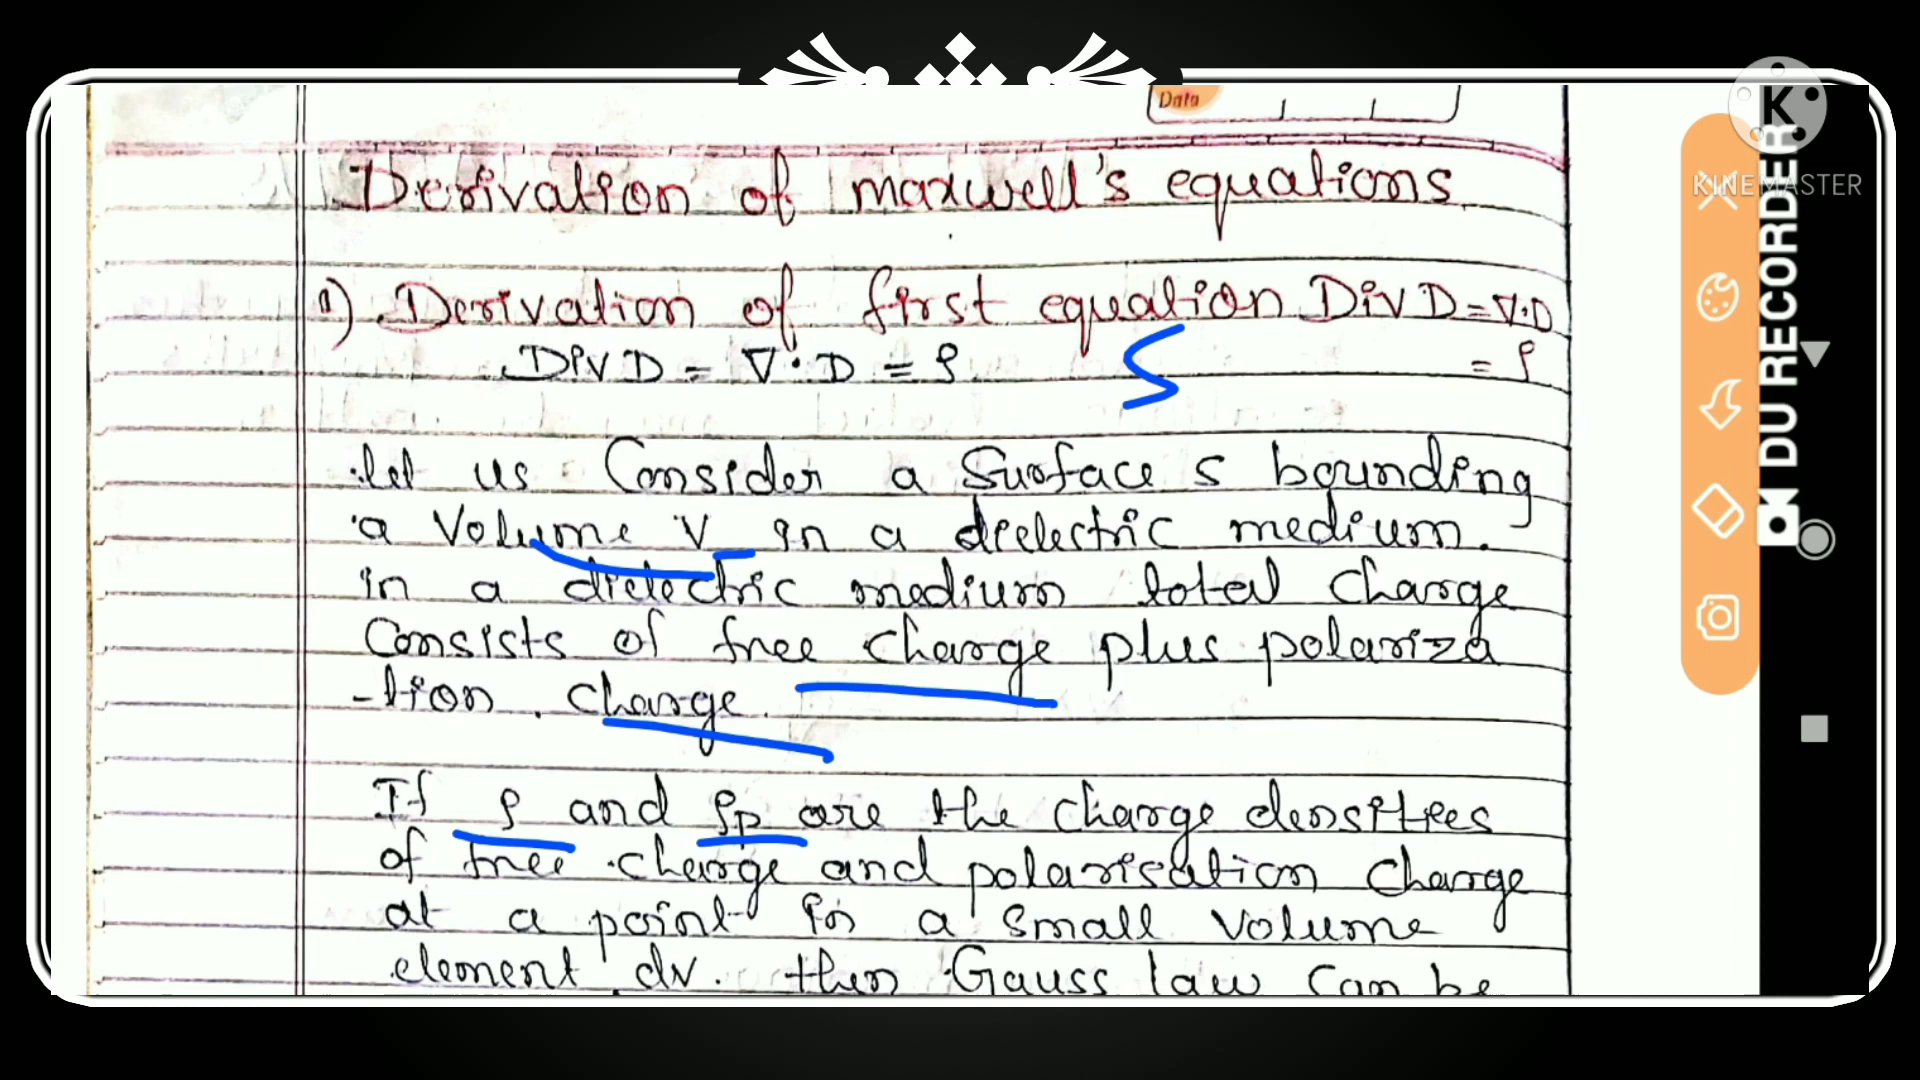 Data
Derivation of maxwell's equations
1) Derivation of first equation Div D = ∇·D
= ρ
Div D = ∇·D = ρ
let us Consider a Surface S bounding
a Volume V in a dielectric medium.
in a dielectric medium total Charge
Consists of free charge plus polariza
-tion charge.
If ρ and ρp are the charge densities
of free charge and polarisation charge
at a point in a small volume
element dv. then Gauss law can be
KINEMASTER
DU RECORDER